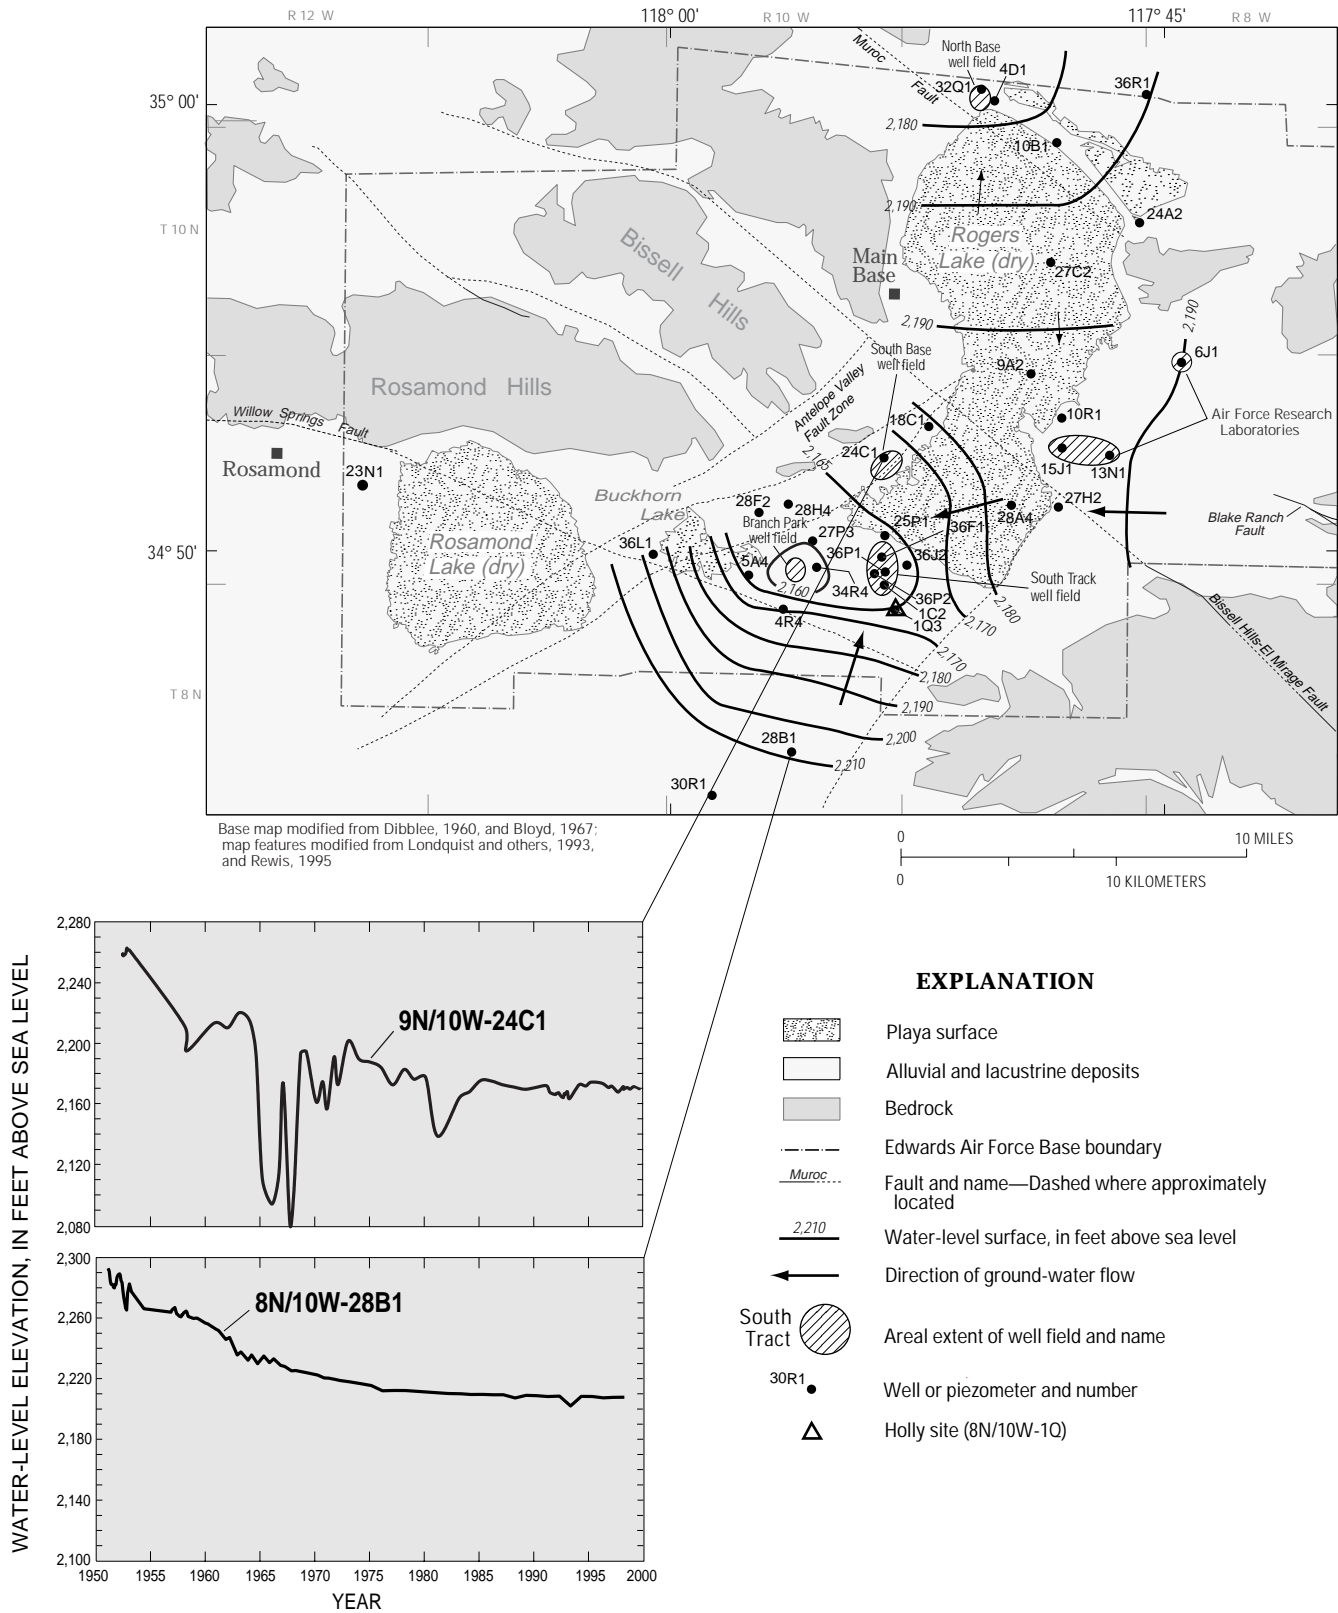 R 12 W
118° 00'
R 10 W
117° 45'
R 8 W
Muroc
Fault
North Base
well field
4D1
32Q1
36R1
35° 00'
2,180
10B1
2,190
24A2
T 10 N
Rogers
Lake (dry)
Bissell
Hills
Main
Base
27C2
2,190
2,190
South Base
well field
6J1
9A2
Rosamond Hills
Antelope Valley
Fault Zone
Willow Springs Fault
10R1
Air Force Research
Laboratories
18C1
Rosamond
23N1
2,165
24C1
15J1
13N1
Buckhorn
Lake
28F2
28H4
27H2
28A4
Branch Park
well field
25P1
36F1
Blake Ranch
Fault
27P3
Rosamond
Lake (dry)
34° 50'
36L1
36P1
36J2
5A4
South Track
well field
2,160
34R4
36P2
1C2
1Q3
4R4
2,180
2,170
Bissell Hills-El Mirage Fault
2,170
2,180
T 8 N
2,190
2,200
28B1
2,210
30R1
Base map modified from Dibblee, 1960, and Bloyd, 1967;
map features modified from Londquist and others, 1993,
and Rewis, 1995
0
10 MILES
0
10 KILOMETERS
WATER-LEVEL ELEVATION, IN FEET ABOVE SEA LEVEL
2,280
2,240
2,200
2,160
2,120
2,080
9N/10W-24C1
2,300
2,260
2,220
2,180
2,140
2,100
8N/10W-28B1
1950
1955
1960
1965
1970
1975
1980
1985
1990
1995
2000
YEAR
EXPLANATION
Playa surface
Alluvial and lacustrine deposits
Bedrock
Edwards Air Force Base boundary
Muroc
Fault and name—Dashed where approximately
located
2,210
Water-level surface, in feet above sea level
Direction of ground-water flow
South
Tract
Areal extent of well field and name
30R1
Well or piezometer and number
Holly site (8N/10W-1Q)